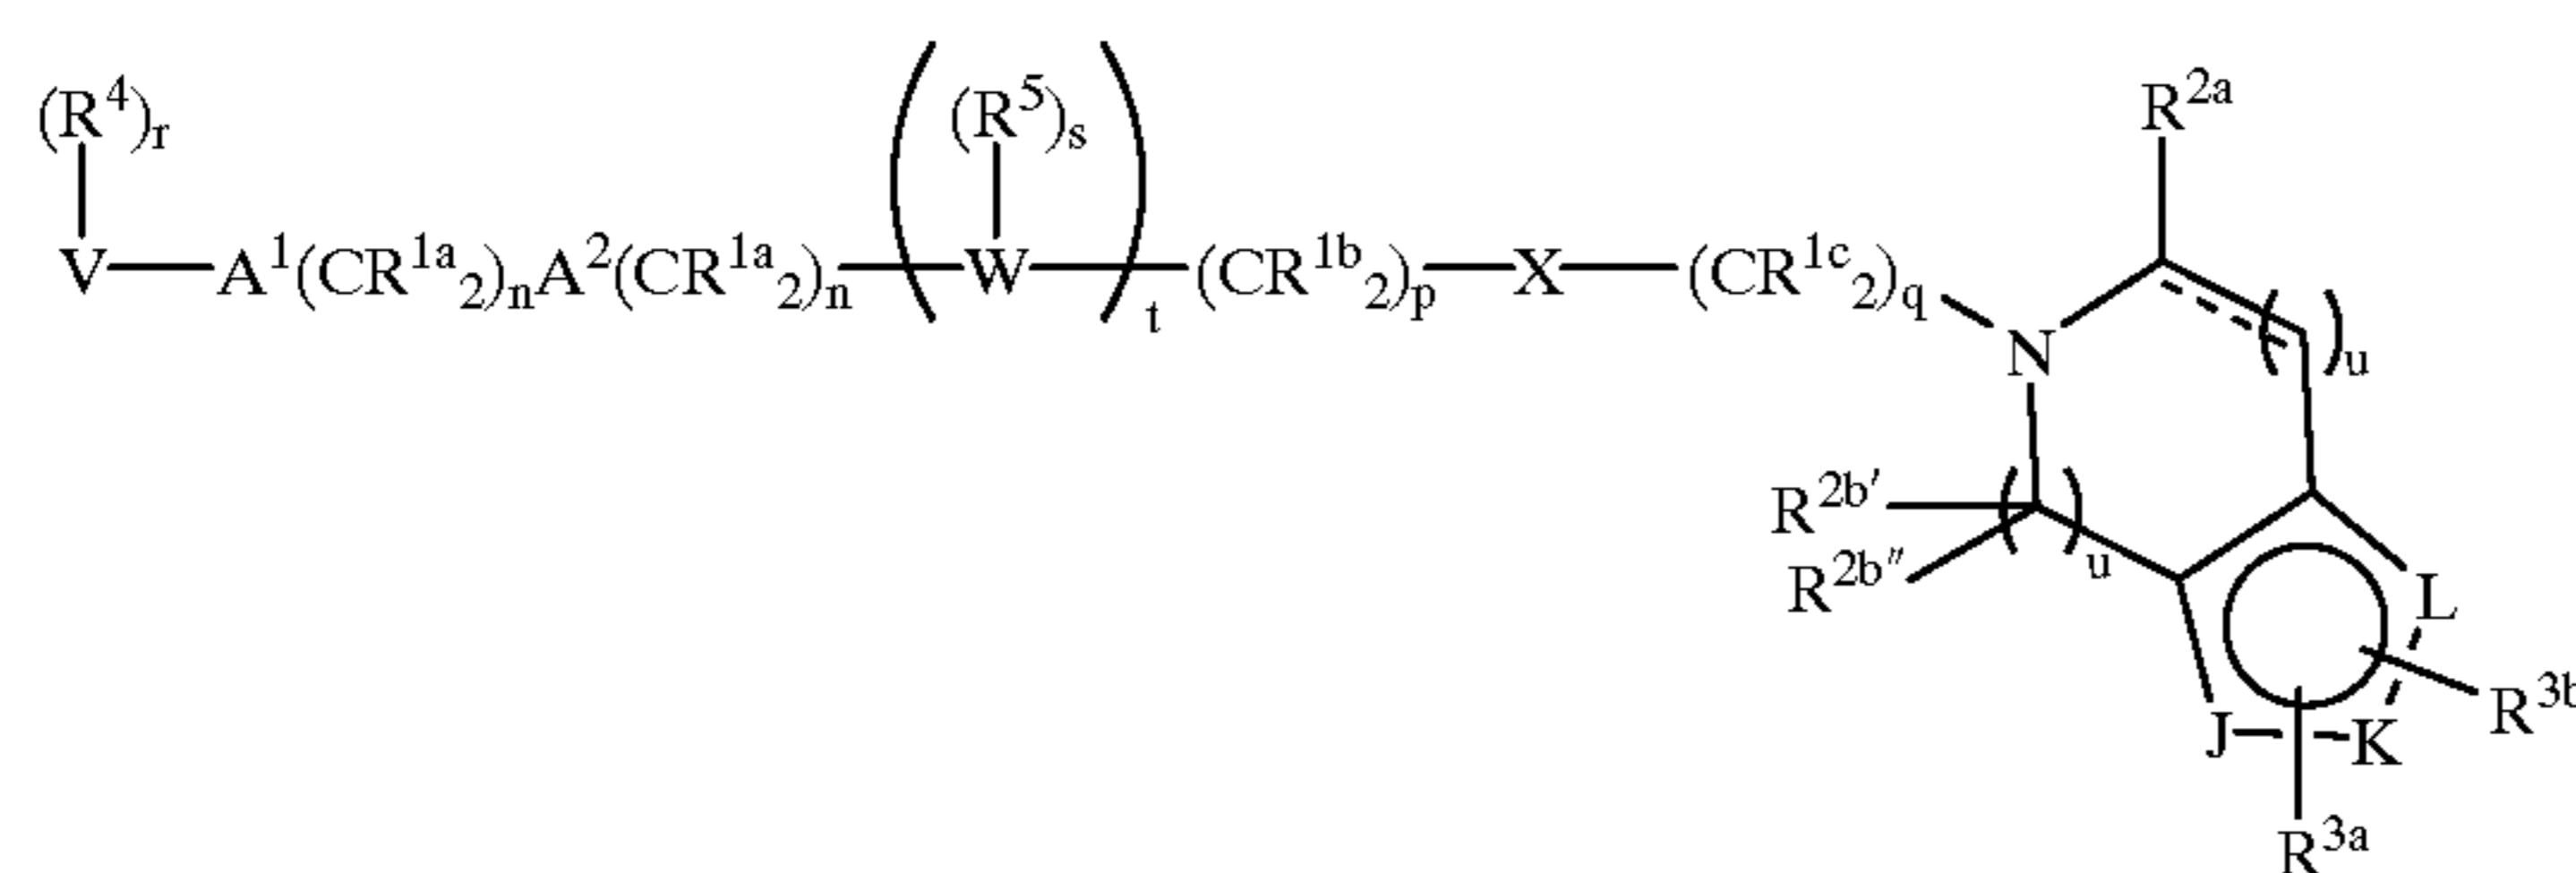 (R⁴)ᵣ (R⁵)ₛ R²ᵃ
V—A¹(CR¹ᵃ₂)ₙA²(CR¹ᵃ₂)ₙ—(W)ₜ—(CR¹ᵇ₂)ₚ—X—(CR¹ᶜ₂)q
N ( )ᵤ
R²ᵇ′ ( )ᵤ
R²ᵇ″
L
J K R³ᵇ
R³ᵃ